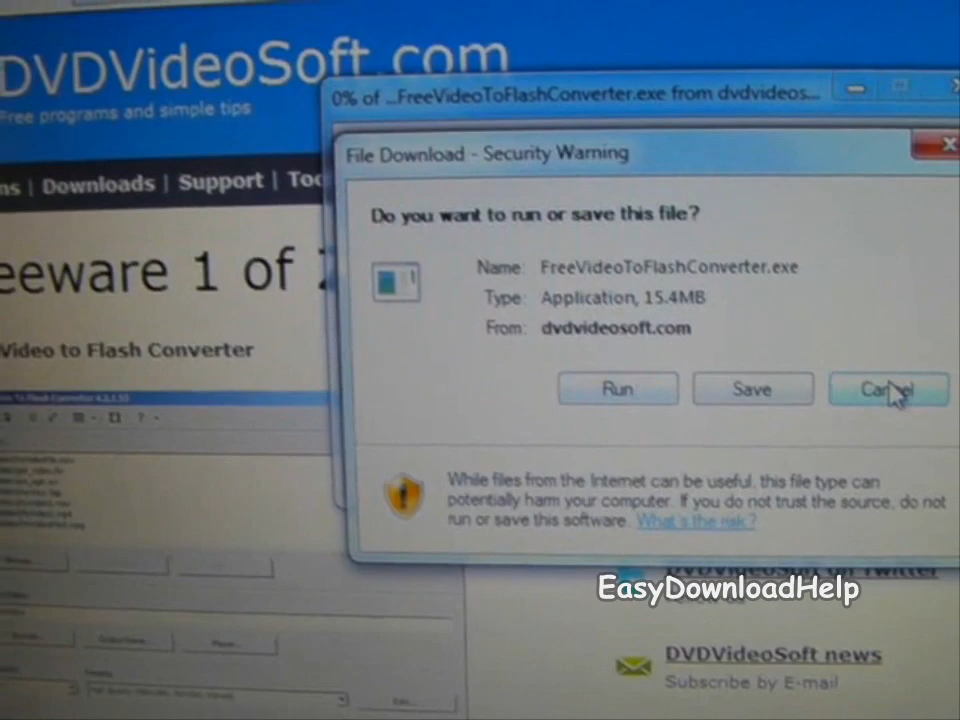 DVDVideoSoft.com
Free programs and simple tips
0% of ...FreeVideoToFlashConverter.exe from dvdvideos...
File Download - Security Warning
ns | Downloads | Support | Too
Do you want to run or save this file?
eeware 1 of
Name: FreeVideoToFlashConverter.exe
Type: Application, 15.4MB
From: dvdvideosoft.com
Video to Flash Converter
Run Save Cancel
While files from the Internet can be useful, this file type can
potentially harm your computer. If you do not trust the source, do not
run or save this software. What's the risk?
DVDVideoSoft on Twitter
EasyDownloadHelp
DVDVideoSoft news
Subscribe by E-mail